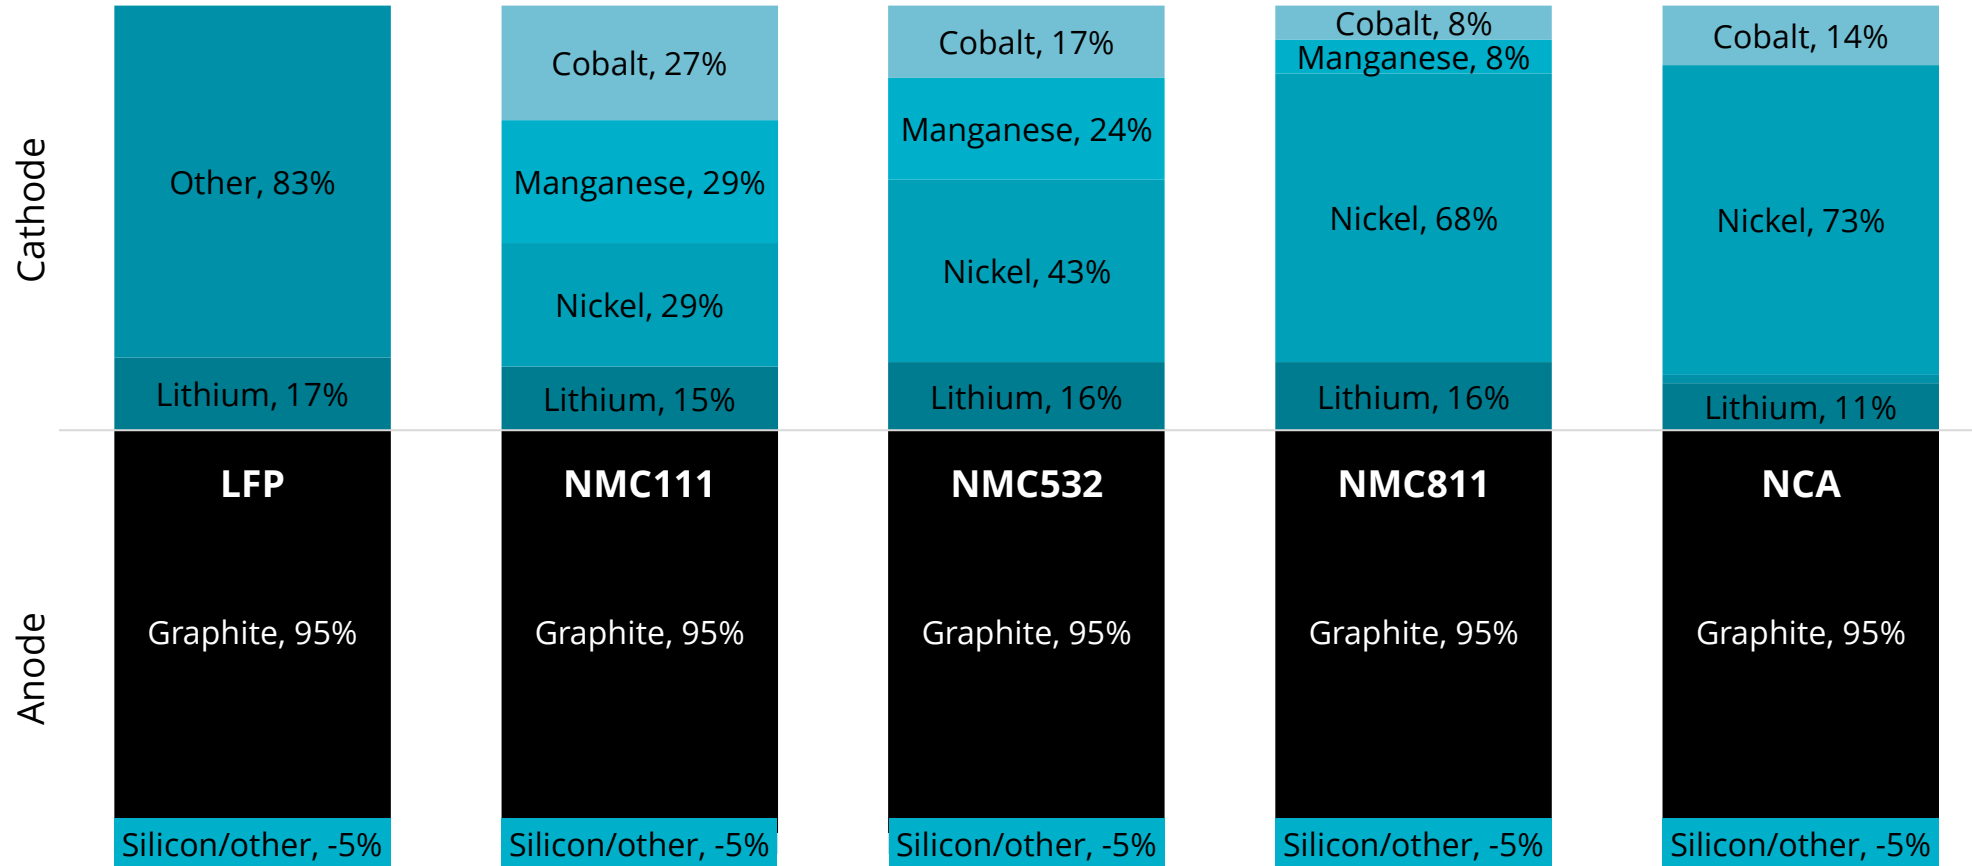 Cathode
Other, 83%
Lithium, 17%
Cobalt, 27%
Manganese, 29%
Nickel, 29%
Lithium, 15%
Cobalt, 17%
Manganese, 24%
Nickel, 43%
Lithium, 16%
Cobalt, 8%
Manganese, 8%
Nickel, 68%
Lithium, 16%
Cobalt, 14%
Nickel, 73%
Lithium, 11%
Anode
LFP
Graphite, 95%
Silicon/other, -5%
NMC111
Graphite, 95%
Silicon/other, -5%
NMC532
Graphite, 95%
Silicon/other, -5%
NMC811
Graphite, 95%
Silicon/other, -5%
NCA
Graphite, 95%
Silicon/other, -5%